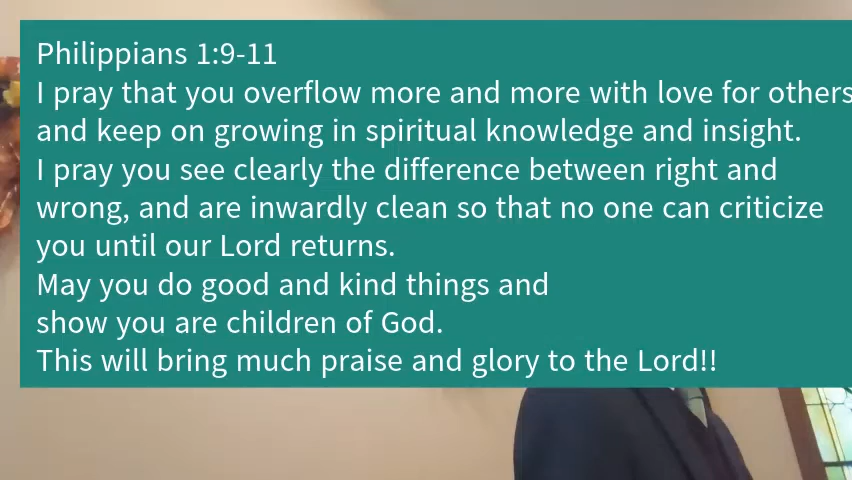 Philippians 1:9-11
I pray that you overflow more and more with love for others
and keep on growing in spiritual knowledge and insight.
I pray you see clearly the difference between right and
wrong, and are inwardly clean so that no one can criticize
you until our Lord returns.
May you do good and kind things and
show you are children of God.
This will bring much praise and glory to the Lord!!